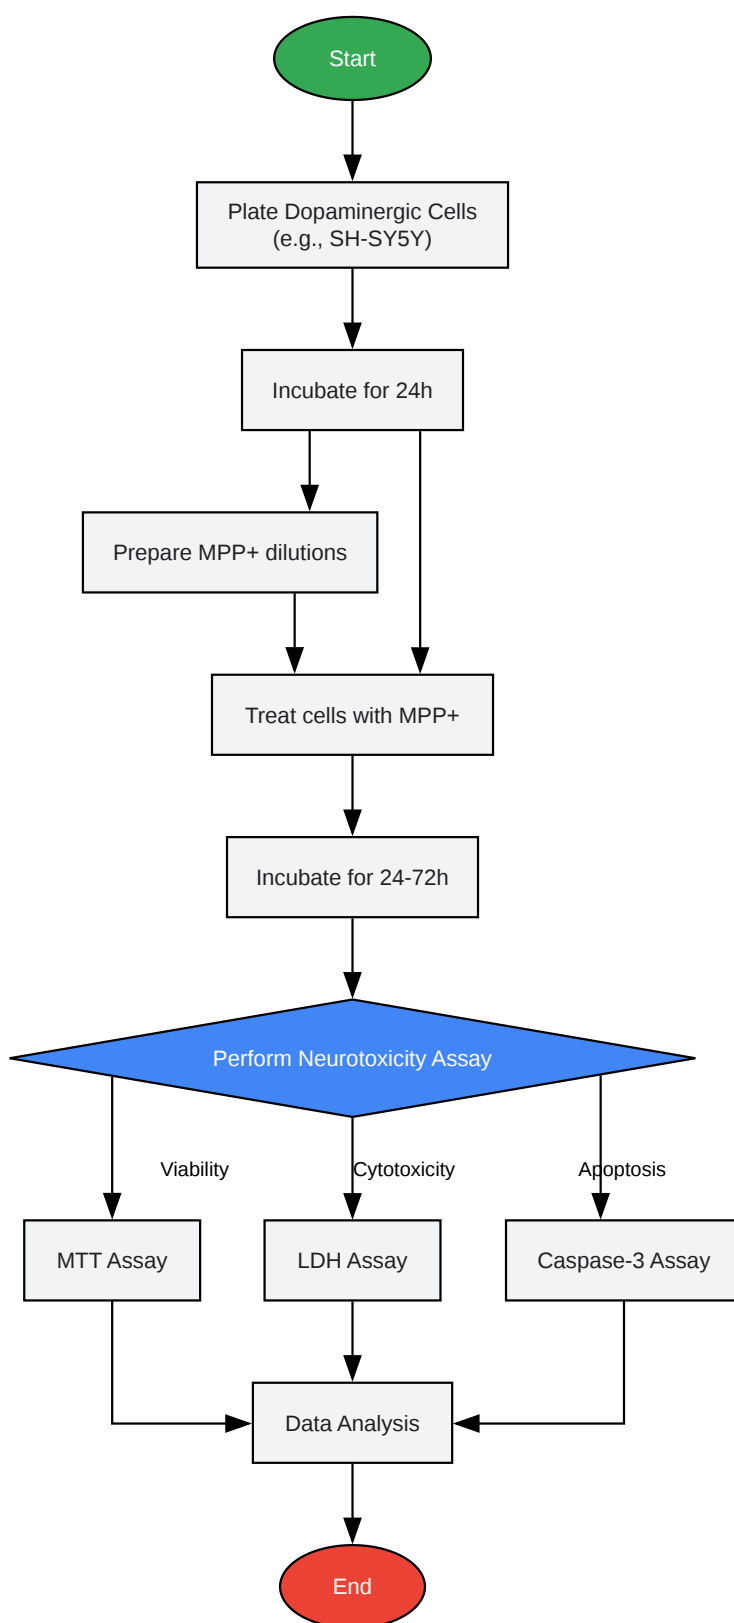 Start
Plate Dopaminergic Cells
(e.g., SH-SY5Y)
Incubate for 24h
Prepare MPP+ dilutions
Treat cells with MPP+
Incubate for 24-72h
Perform Neurotoxicity Assay
Viability
Cytotoxicity
Apoptosis
MTT Assay
LDH Assay
Caspase-3 Assay
Data Analysis
End